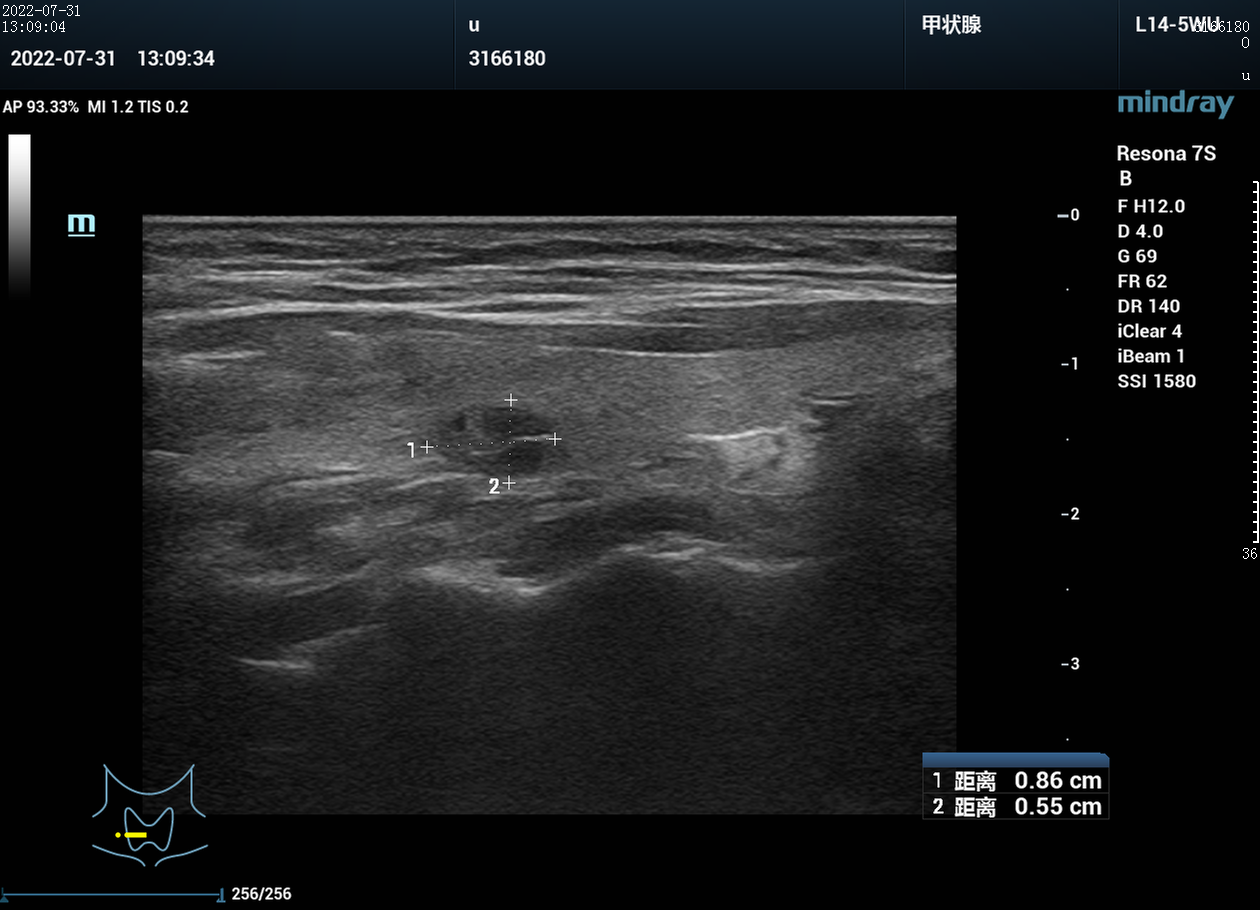 2022-07-31
13:09:04
2022-07-31 13:09:34
u
3166180
甲状腺
L14-5WU
3166180
0
u
AP 93.33% MI 1.2 TIS 0.2
mindray
Resona 7S
B
F H12.0
D 4.0
G 69
FR 62
DR 140
iClear 4
iBeam 1
SSI 1580
m
0
-1
-2
-3
36
1
2
1 距离 0.86 cm
2 距离 0.55 cm
256/256